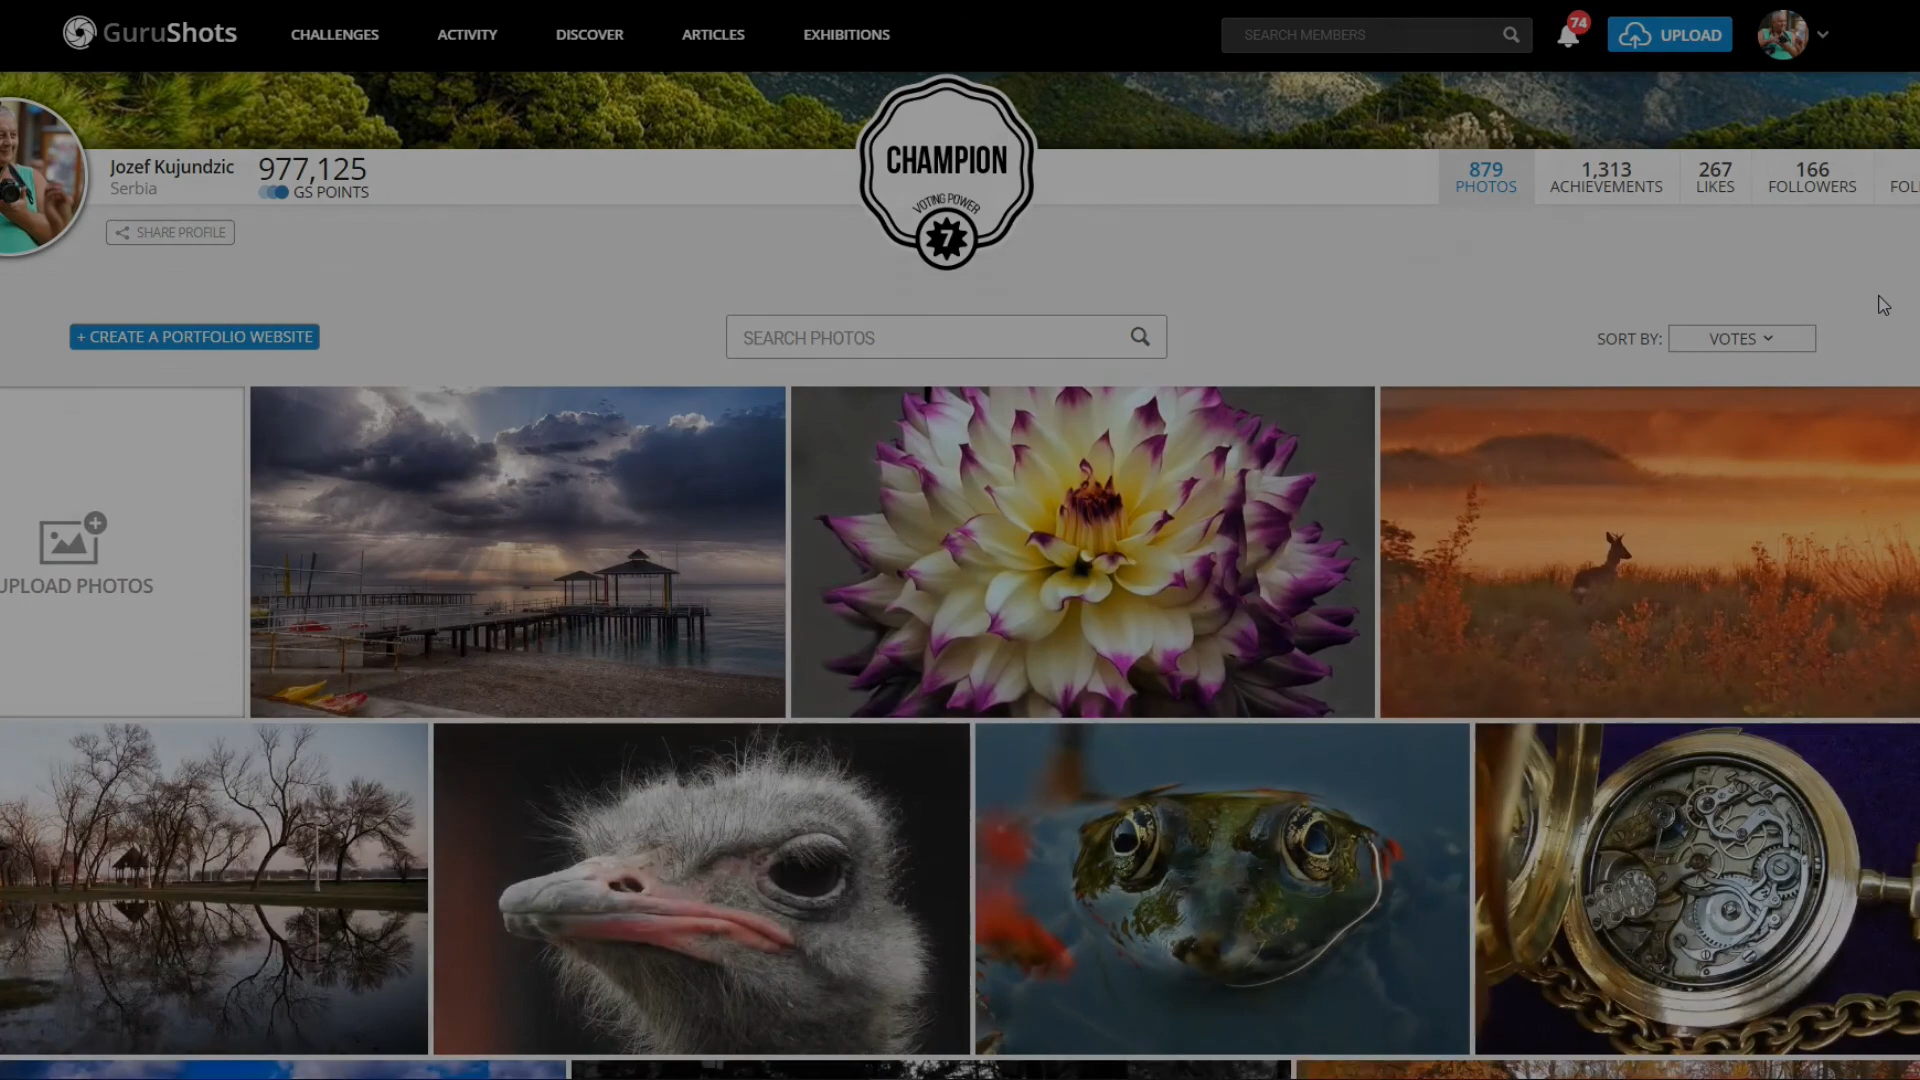 GuruShots
CHALLENGES
ACTIVITY
DISCOVER
ARTICLES
EXHIBITIONS
SEARCH MEMBERS
74
UPLOAD
Jozef Kujundzic
Serbia
977,125
GS POINTS
CHAMPION
VOTING POWER
7
879
PHOTOS
1,313
ACHIEVEMENTS
267
LIKES
166
FOLLOWERS
FOL
SHARE PROFILE
+ CREATE A PORTFOLIO WEBSITE
SEARCH PHOTOS
SORT BY:
VOTES
UPLOAD PHOTOS